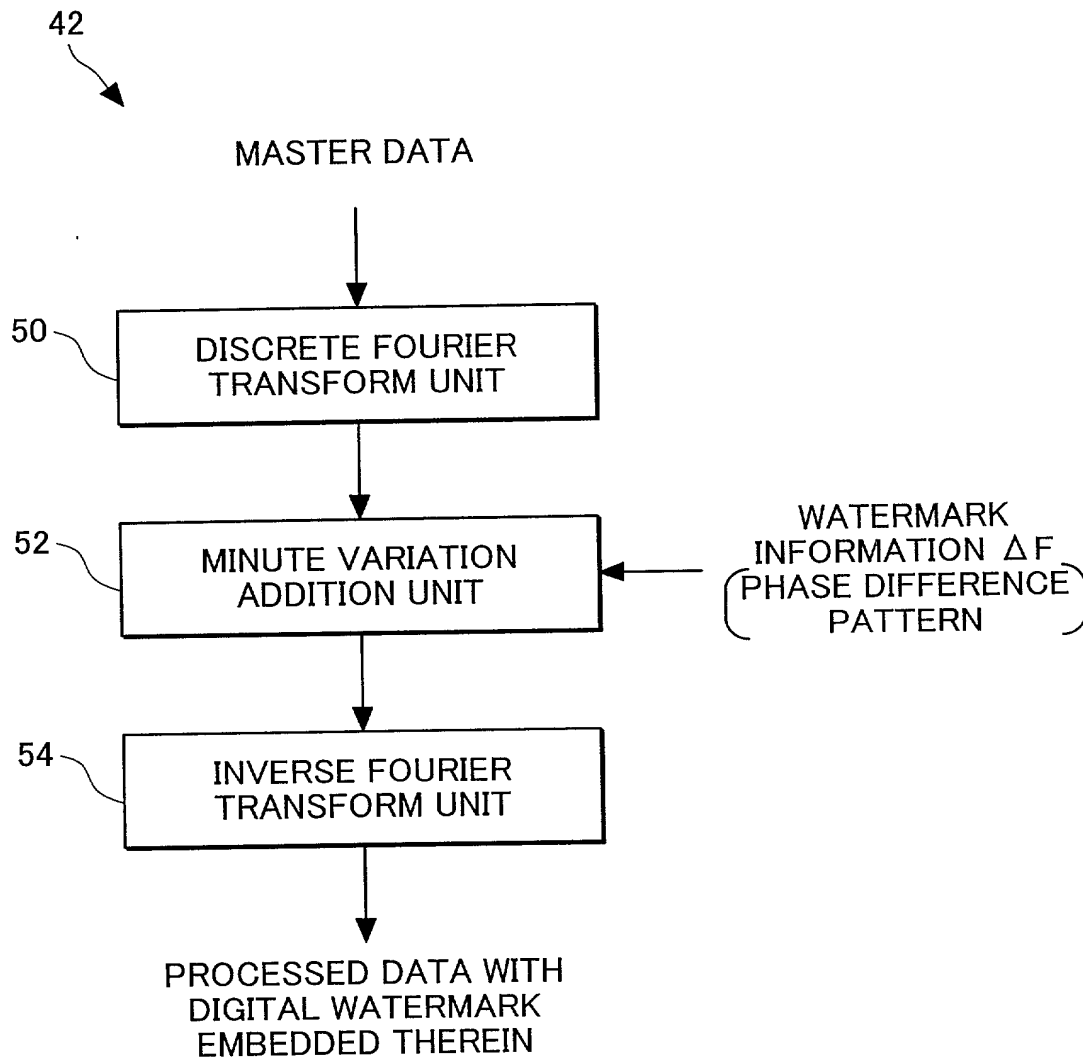 42
MASTER DATA
50
DISCRETE FOURIER
TRANSFORM UNIT
52
MINUTE VARIATION
ADDITION UNIT
WATERMARK
INFORMATION ΔF
(PHASE DIFFERENCE
PATTERN)
54
INVERSE FOURIER
TRANSFORM UNIT
PROCESSED DATA WITH
DIGITAL WATERMARK
EMBEDDED THEREIN